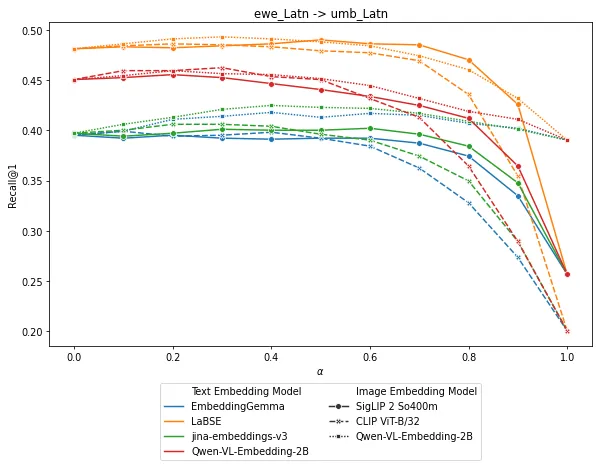 ewe_Latn -> umb_Latn
0.50
0.45
0.40
0.35
0.30
0.25
0.20
Recall@1
0.0 0.2 0.4 0.6 0.8 1.0
α
Text Embedding Model Image Embedding Model
EmbeddingGemma SigLIP 2 So400m
LaBSE CLIP ViT-B/32
jina-embeddings-v3 Qwen-VL-Embedding-2B
Qwen-VL-Embedding-2B